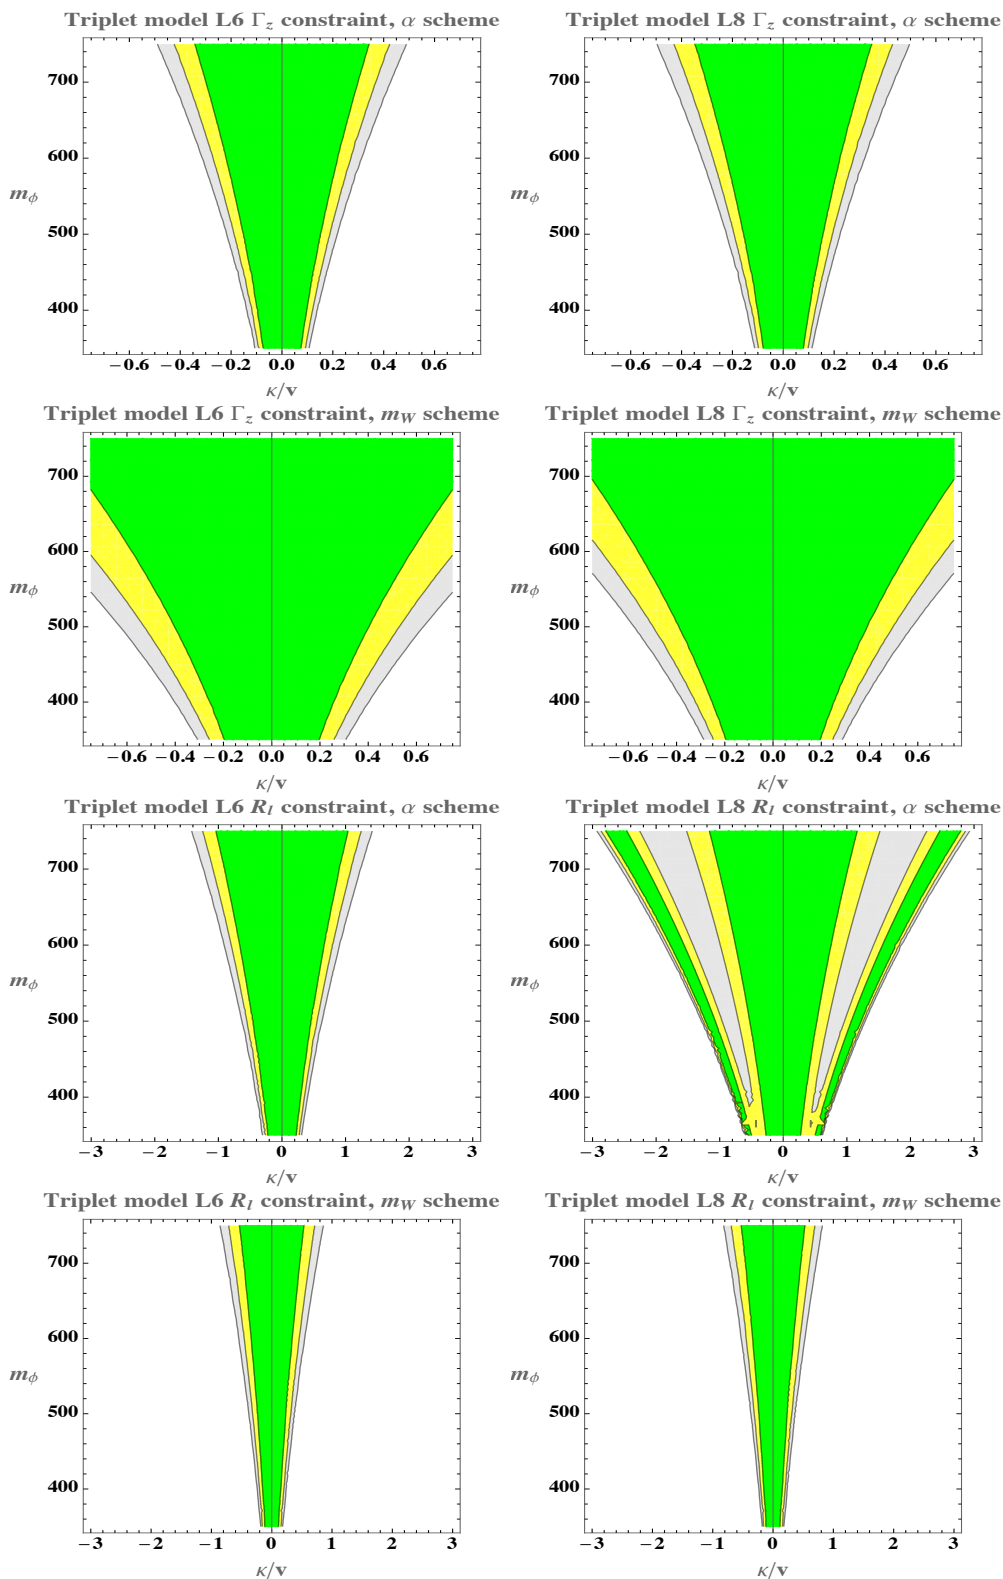 Triplet model L6 Γz constraint, α scheme
700
600
mϕ
500
400
−0.6 −0.4 −0.2 0.0 0.2 0.4 0.6
κ/v
Triplet model L8 Γz constraint, α scheme
700
600
mϕ
500
400
−0.6 −0.4 −0.2 0.0 0.2 0.4 0.6
κ/v
Triplet model L6 Γz constraint, mW scheme
700
600
mϕ
500
400
−0.6 −0.4 −0.2 0.0 0.2 0.4 0.6
κ/v
Triplet model L8 Γz constraint, mW scheme
700
600
mϕ
500
400
−0.6 −0.4 −0.2 0.0 0.2 0.4 0.6
κ/v
Triplet model L6 Rl constraint, α scheme
700
600
mϕ
500
400
−3 −2 −1 0 1 2 3
κ/v
Triplet model L8 Rl constraint, α scheme
700
600
mϕ
500
400
−3 −2 −1 0 1 2 3
κ/v
Triplet model L6 Rl constraint, mW scheme
700
600
mϕ
500
400
−3 −2 −1 0 1 2 3
κ/v
Triplet model L8 Rl constraint, mW scheme
700
600
mϕ
500
400
−3 −2 −1 0 1 2 3
κ/v